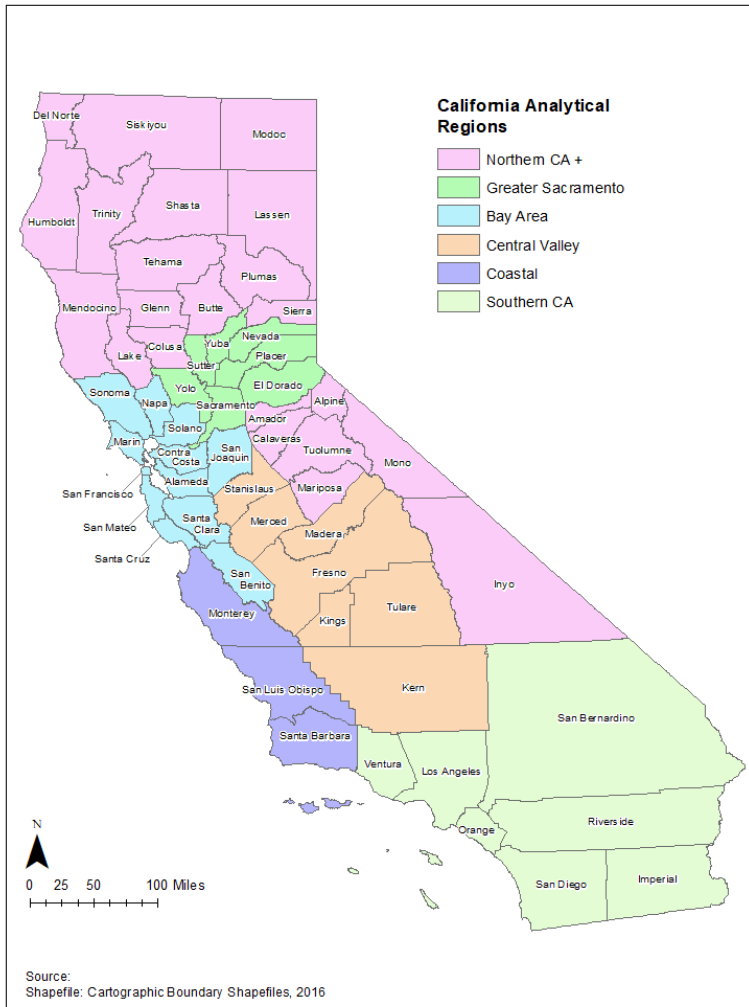 California Analytical
Regions
Northern CA +
Greater Sacramento
Bay Area
Central Valley
Coastal
Southern CA
Del Norte
Siskiyou
Modoc
Humboldt
Trinity
Shasta
Lassen
Tehama
Plumas
Mendocino
Glenn
Butte
Sierra
Lake
Colusa
Yuba
Nevada
Sutter
Placer
Yolo
El Dorado
Sonoma
Napa
Sacramento
Alpine
Solano
Amador
Marin
Calaveras
Contra
Costa
San
Joaquin
Tuolumne
Mono
San Francisco
Alameda
Stanislaus
Mariposa
San Mateo
Santa
Clara
Merced
Madera
Santa Cruz
San
Benito
Fresno
Inyo
Monterey
Kings
Tulare
San Luis Obispo
Kern
San Bernardino
Santa Barbara
Ventura
Los Angeles
Orange
Riverside
San Diego
Imperial
N
0 25 50 100 Miles
Source:
Shapefile: Cartographic Boundary Shapefiles, 2016